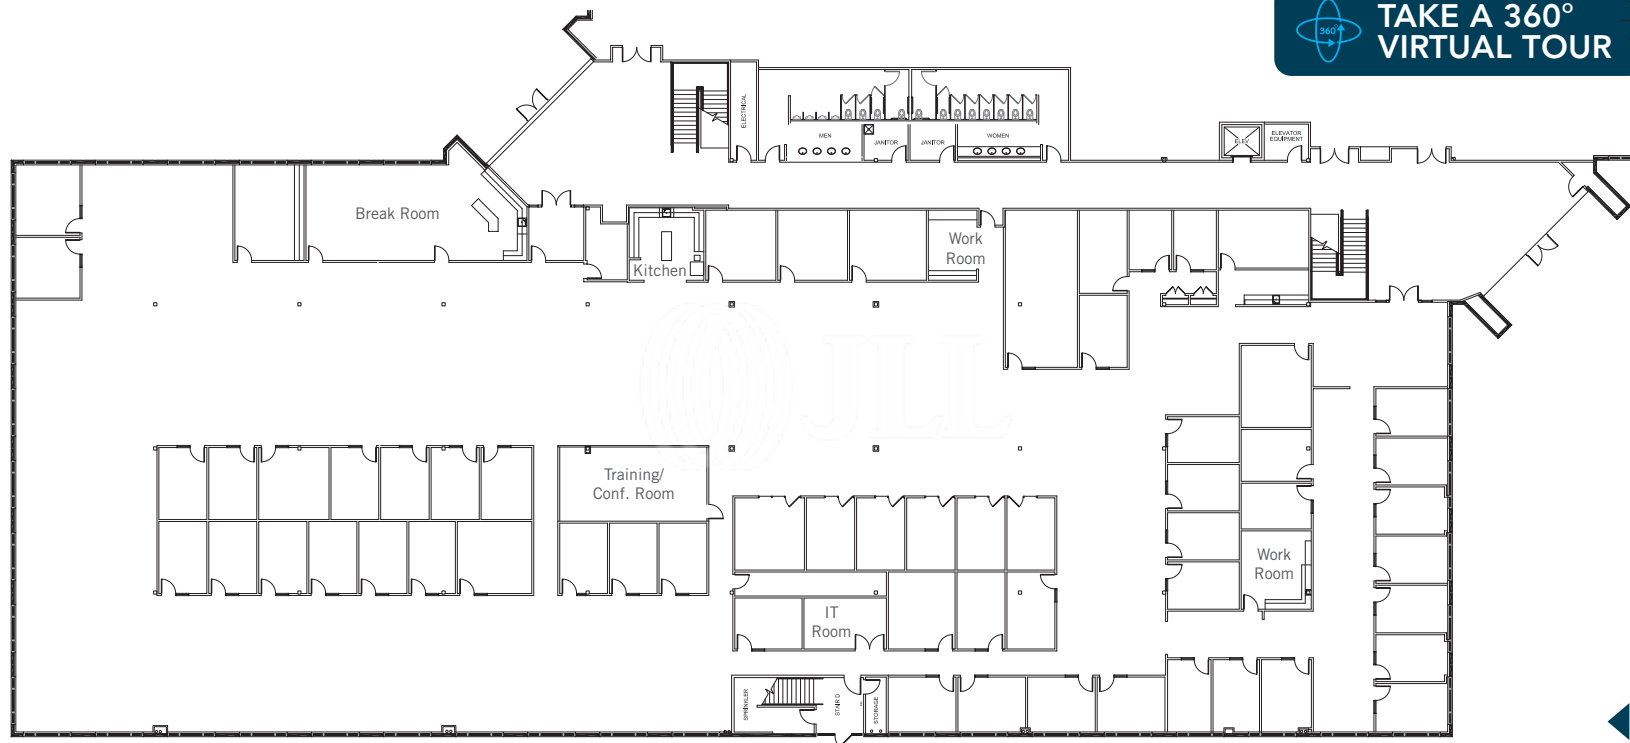 TAKE A 360°
VIRTUAL TOUR
360°
ELECTRICAL
MEN
JANITOR
JANITOR
WOMEN
ELEV
ELEVATOR
EQUIPMENT
Break Room
Kitchen
Work
Room
JLL
Training/
Conf. Room
Work
Room
IT
Room
SPRINKLER
STAIR D
STORAGE